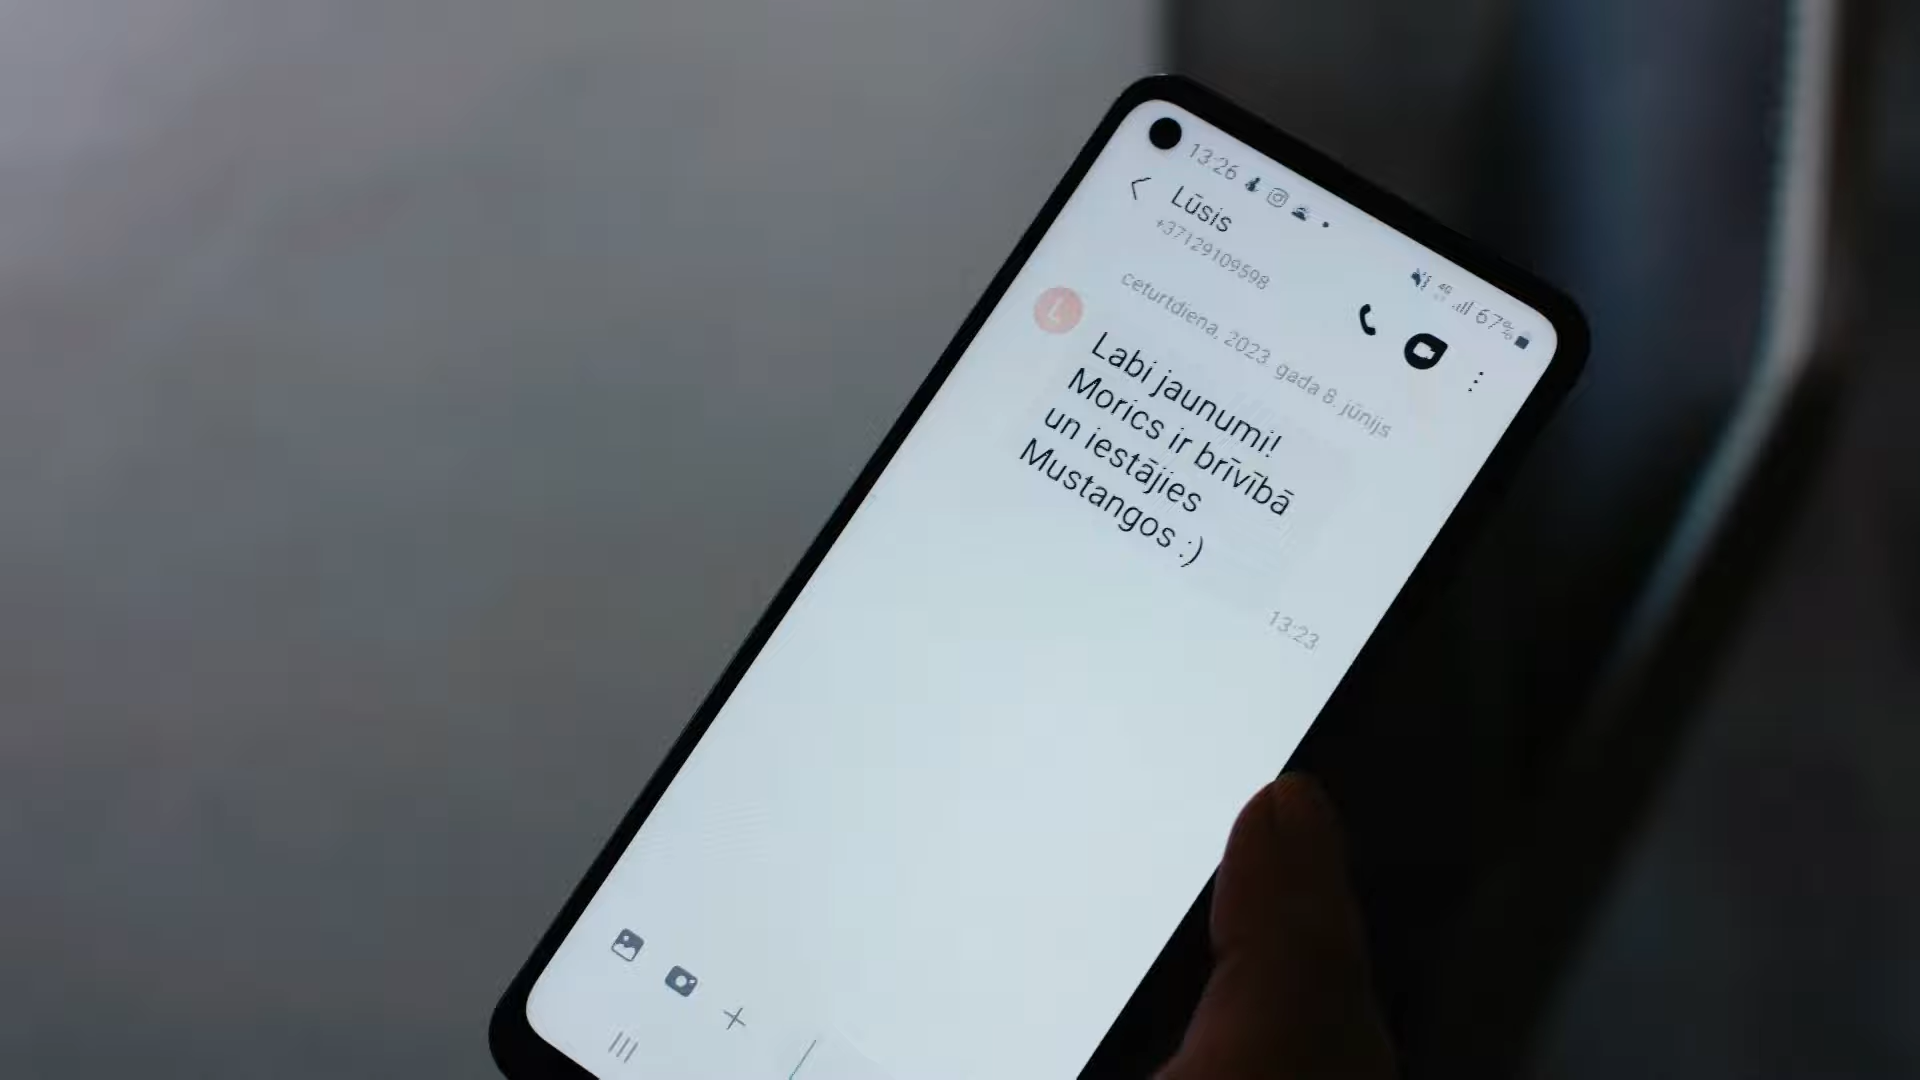 13:26
4G
67%
Lūsis
+37129109598
ceturtdiena, 2023. gada 8. jūnijs
L
Labi jaunumi!
Morics ir brīvībā
un iestājies
Mustangos :)
13:23